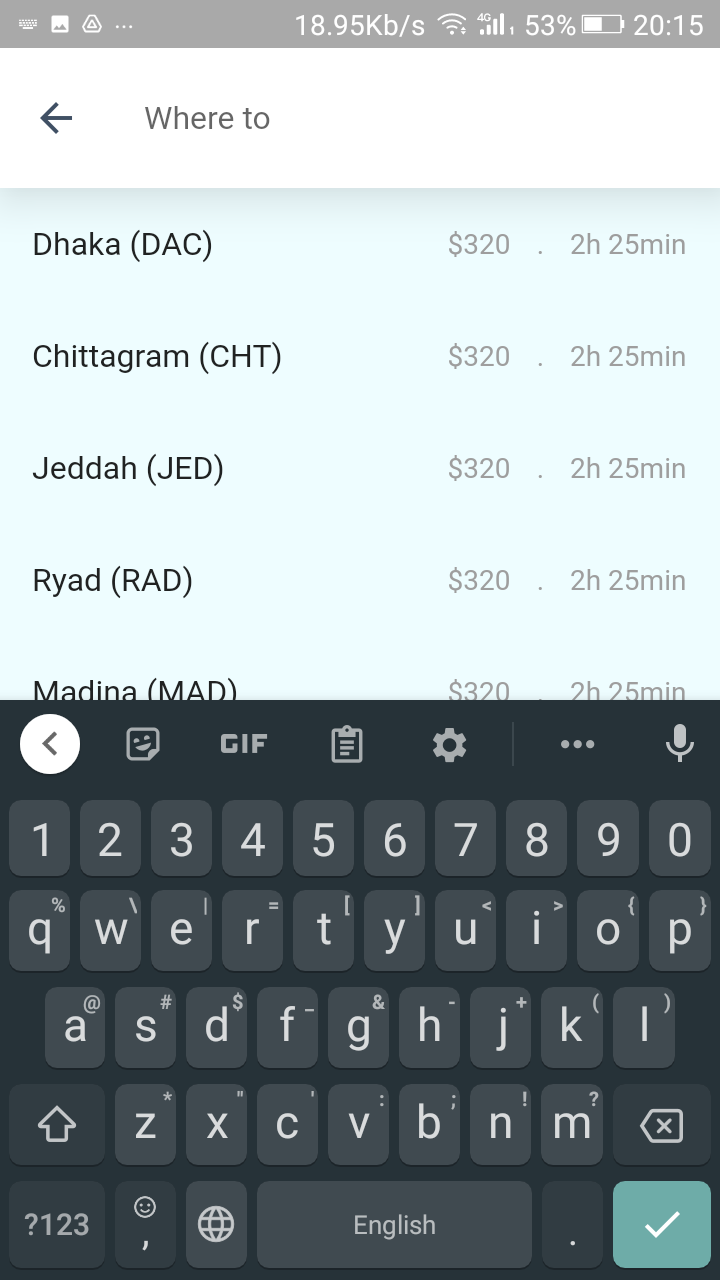 18.95Kb/s 4G 53% 20:15
Where to
Dhaka (DAC) $320 . 2h 25min
Chittagram (CHT) $320 . 2h 25min
Jeddah (JED) $320 . 2h 25min
Ryad (RAD) $320 . 2h 25min
Madina (MAD) $320 . 2h 25min
GIF
1 2 3 4 5 6 7 8 9 0
% \ | = [ ] < > { }
q w e r t y u i o p
@ # $ _ & - + ( )
a s d f g h j k l
* " ' : ; ! ?
z x c v b n m
?123 , English .